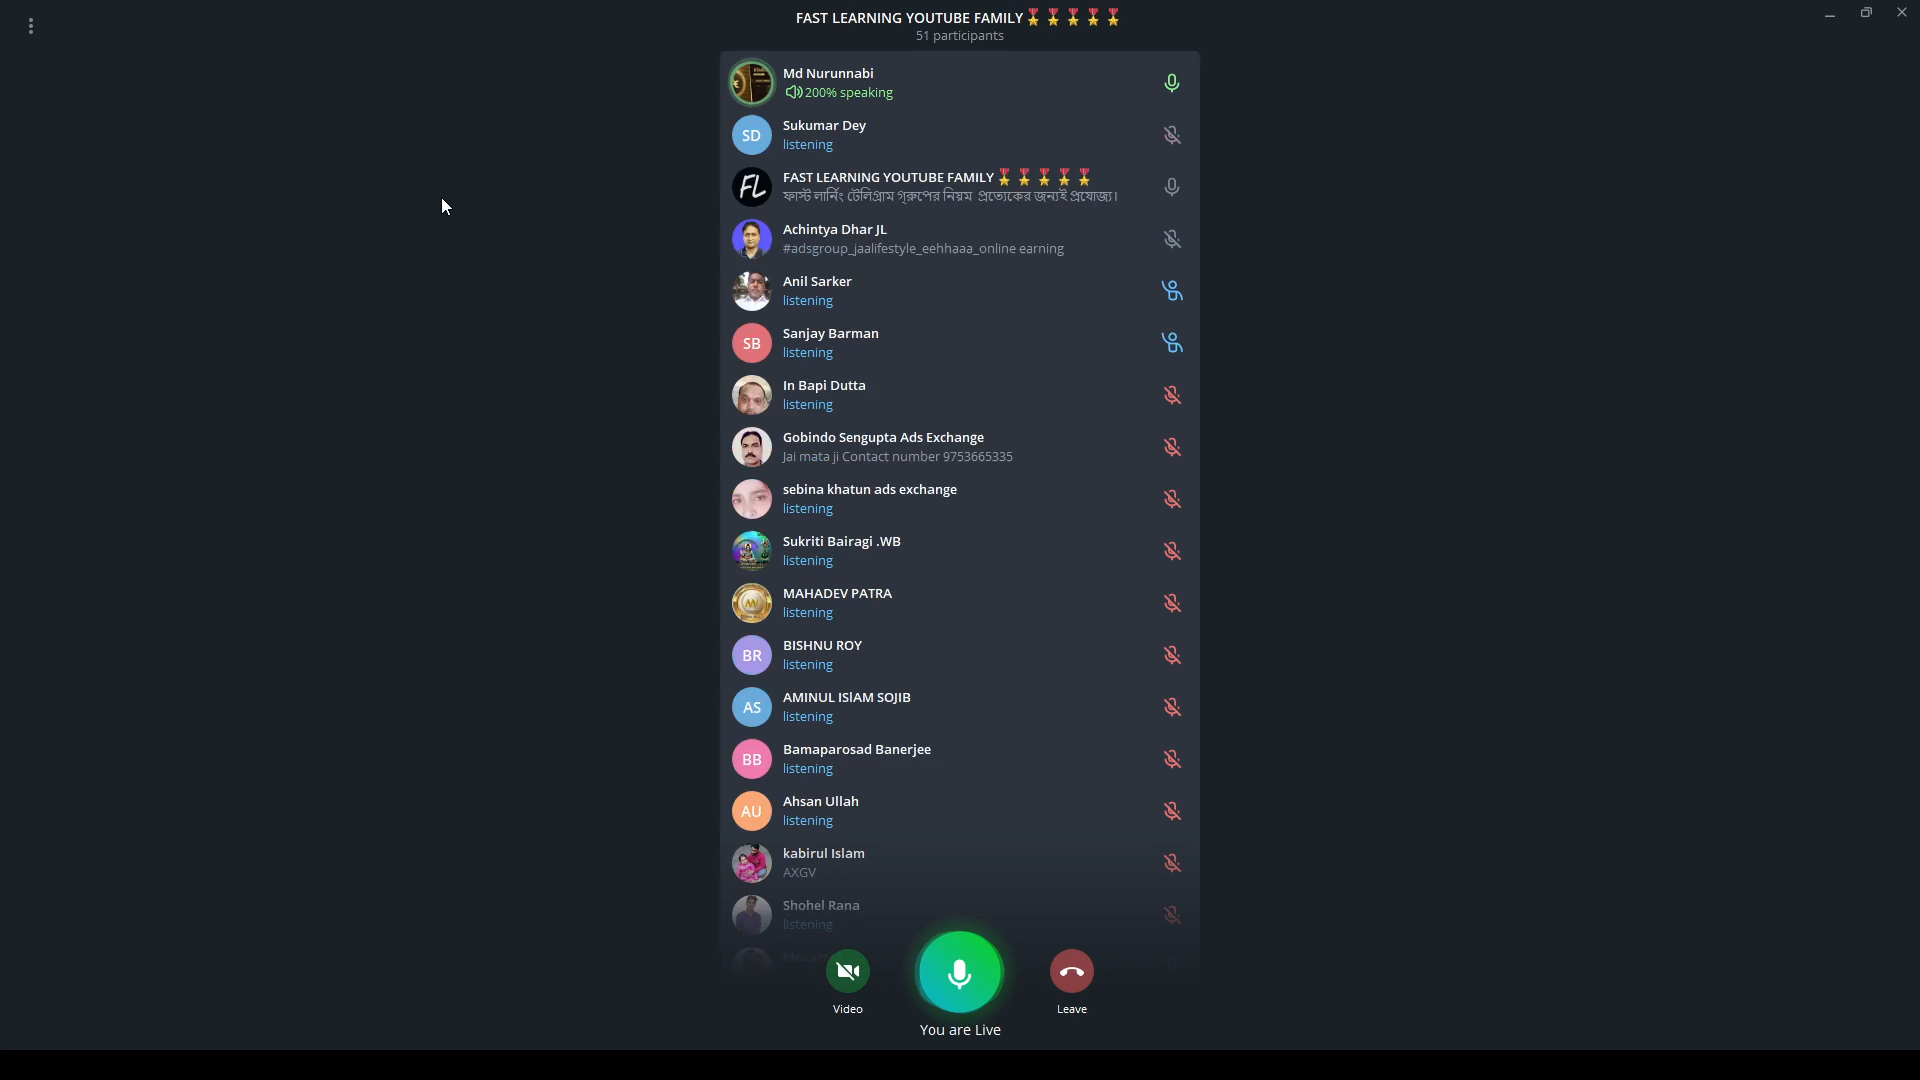 FAST LEARNING YOUTUBE FAMILY🎖🎖🎖🎖🎖
51 participants
Md Nurunnabi
200% speaking
SD
Sukumar Dey
listening
FL
FAST LEARNING YOUTUBE FAMILY🎖🎖🎖🎖🎖
ফাস্ট লার্নিং টেলিগ্রাম গ্রুপের নিয়ম প্রত্যেকের জন্যই প্রযোজ্য।
Achintya Dhar JL
#adsgroup_jaalifestyle_eehhaaa_online earning
Anil Sarker
listening
SB
Sanjay Barman
listening
In Bapi Dutta
listening
Gobindo Sengupta Ads Exchange
Jai mata ji Contact number 9753665335
sebina khatun ads exchange
listening
Sukriti Bairagi .WB
listening
MAHADEV PATRA
listening
BR
BISHNU ROY
listening
AS
AMINUL ISlAM SOJIB
listening
BB
Bamaparosad Banerjee
listening
AU
Ahsan Ullah
listening
kabirul Islam
AXGV
Shohel Rana
listening
Video
Leave
You are Live